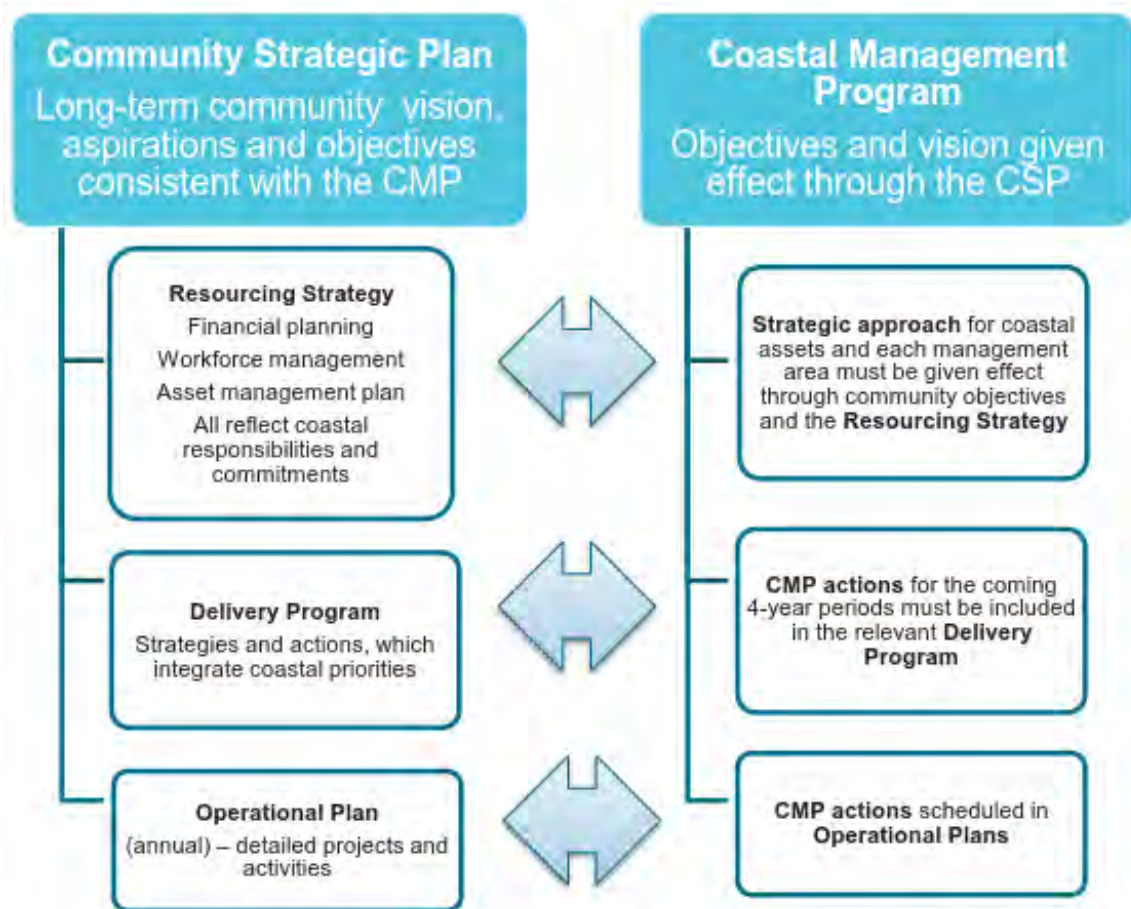 Community Strategic Plan
Long-term community vision,
aspirations and objectives
consistent with the CMP
Resourcing Strategy
Financial planning
Workforce management
Asset management plan
All reflect coastal
responsibilities and
commitments
Delivery Program
Strategies and actions, which
integrate coastal priorities
Operational Plan
(annual) – detailed projects and
activities
Coastal Management
Program
Objectives and vision given
effect through the CSP
Strategic approach for coastal
assets and each management
area must be given effect
through community objectives
and the Resourcing Strategy
CMP actions for the coming
4-year periods must be included
in the relevant Delivery
Program
CMP actions scheduled in
Operational Plans